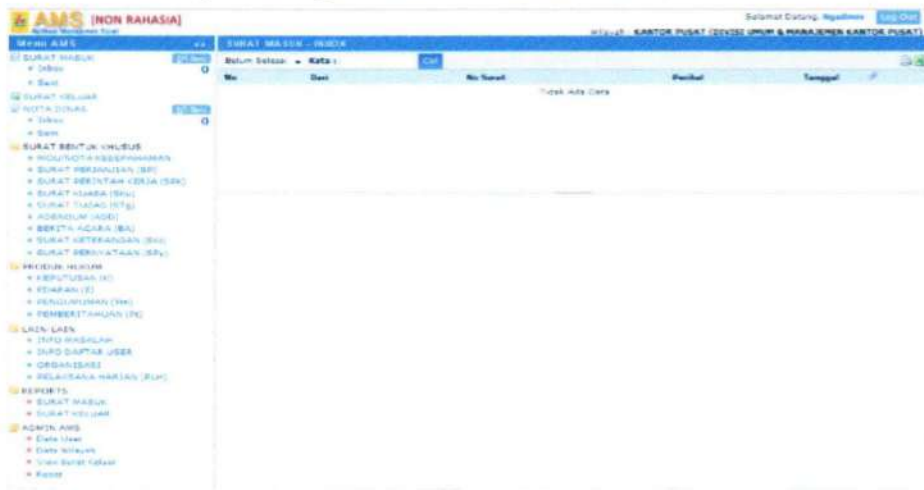 AMS [NON RAHASIA]
Aplikasi Manajemen Surat
Selamat Datang, Ngadimin Log Out
Wilayah : KANTOR PUSAT (DIVISI UMUM & MANAJEMEN KANTOR PUSAT)
Menu AMS
SURAT MASUK - INBOX
SURAT MASUK
Inbox 0
Sent
SURAT KELUAR
NOTA DINAS
Inbox 0
Sent
SURAT BENTUK KHUSUS
MOU/NOTA KESEPAHAMAN
SURAT PERJANJIAN (SP)
SURAT PERINTAH KERJA (SPK)
SURAT KUASA (SKu)
SURAT TUGAS (STg)
ADENDUM (ADD)
BERITA ACARA (BA)
SURAT KETERANGAN (SKt)
SURAT PERNYATAAN (SPy)
PRODUK HUKUM
KEPUTUSAN (K)
EDARAN (E)
PENGUMUMAN (Pm)
PEMBERITAHUAN (Pt)
LAIN-LAIN
INFO MASALAH
INFO DAFTAR USER
ORGANISASI
PELAKSANA HARIAN (PLH)
REPORTS
SURAT MASUK
SURAT KELUAR
ADMIN AMS
Data User
Data Wilayah
View Surat Keluar
Belum Selesai Kata : Cari
No Dari No Surat Perihal Tanggal
Tidak Ada Data